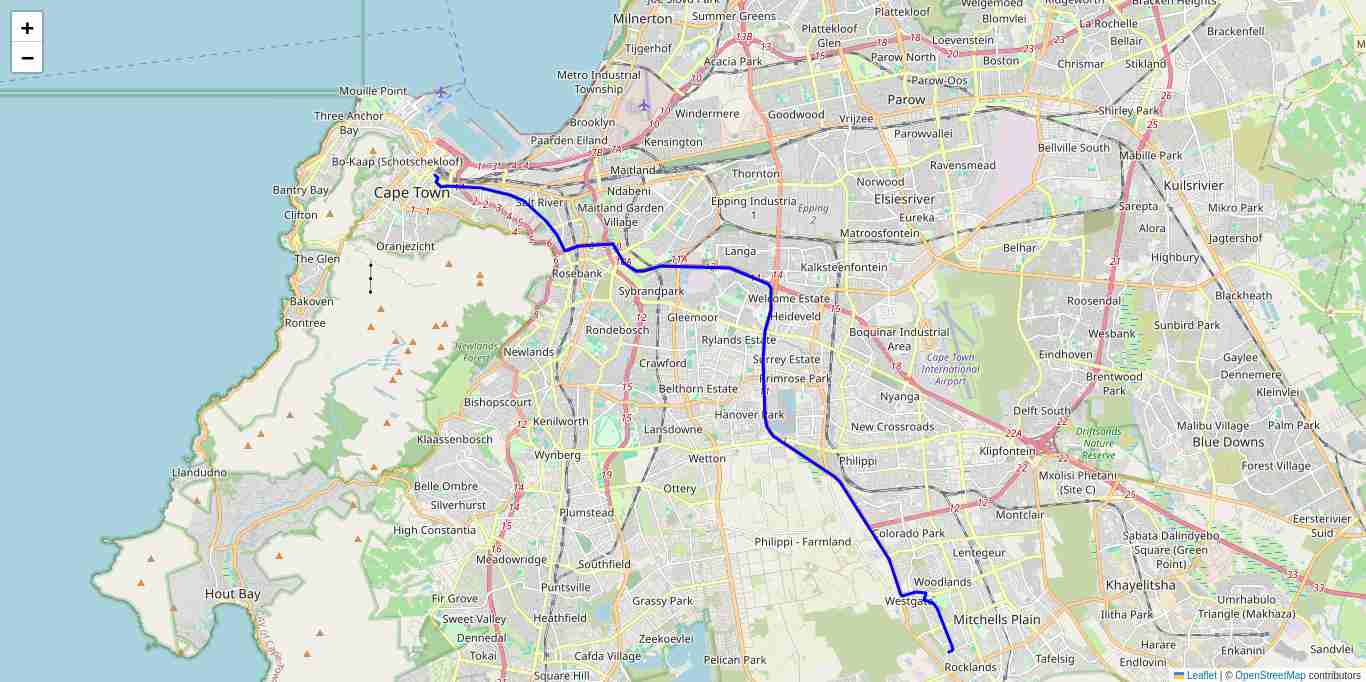 +
−
Milnerton
Summer Greens
Welgemoed
Plattekloof
Blomvlei
La Rochelle
Bracken Heights
Tijgerhof
Plattekloof
Glen
Loevenstein
Bellair
Brackenfell
Acacia Park
Parow North
Boston
Chrismar
Stikland
Metro Industrial
Township
Parow-Oos
Mouille Point
Parow
Shirley Park
Three Anchor
Bay
Brooklyn
Windermere
Goodwood
Vrijzee
Parowvallei
Paarden Eiland
Kensington
Bellville South
Mabille Park
Bo-Kaap (Schotschekloof)
Maitland
Thornton
Ravensmead
Bantry Bay
Cape Town
Ndabeni
Norwood
Kuilsrivier
Clifton
Salt River
Maitland Garden
Village
Epping Industria
1
Epping
2
Elsiesriver
Eureka
Sarepta
Mikro Park
Oranjezicht
Langa
Matroosfontein
Belhar
Alora
Jagtershof
The Glen
Rosebank
Kalksteenfontein
Highbury
Bakoven
Sybrandpark
Welcome Estate
Roosendal
Blackheath
Rontree
Gleemoor
Heideveld
Rondebosch
Rylands Estate
Boquinar Industrial
Area
Wesbank
Sunbird Park
Newlands
Forest
Newlands
Crawford
Surrey Estate
Cape Town
International
Airport
Eindhoven
Gaylee
Dennemere
Belthorn Estate
Primrose Park
Brentwood
Park
Kleinvlei
Bishopscourt
Nyanga
Kenilworth
Hanover Park
Delft South
Malibu Village
Palm Park
Klaassenbosch
Lansdowne
New Crossroads
Driftsands
Nature
Reserve
Blue Downs
Wynberg
Wetton
Philippi
Klipfontein
Forest Village
Llandudno
Belle Ombre
Ottery
Mxolisi Phetani
(Site C)
Silverhurst
Plumstead
Montclair
Eersterivier
Suid
High Constantia
Philippi - Farmland
Colorado Park
Sabata Dalindyebo
Square (Green
Point)
Meadowridge
Southfield
Lentegeur
Hout Bay
Puntsville
Woodlands
Khayelitsha
Fir Grove
Grassy Park
Westgate
Umrhabulo
Triangle (Makhaza)
Sweet Valley
Heathfield
Mitchells Plain
Ilitha Park
Dennedal
Zeekoevlei
Harare
Enkanini
Sandvlei
Tokai
Cafda Village
Pelican Park
Tafelsig
Endlovini
Square Hill
Rocklands
Leaflet | © OpenStreetMap contributors